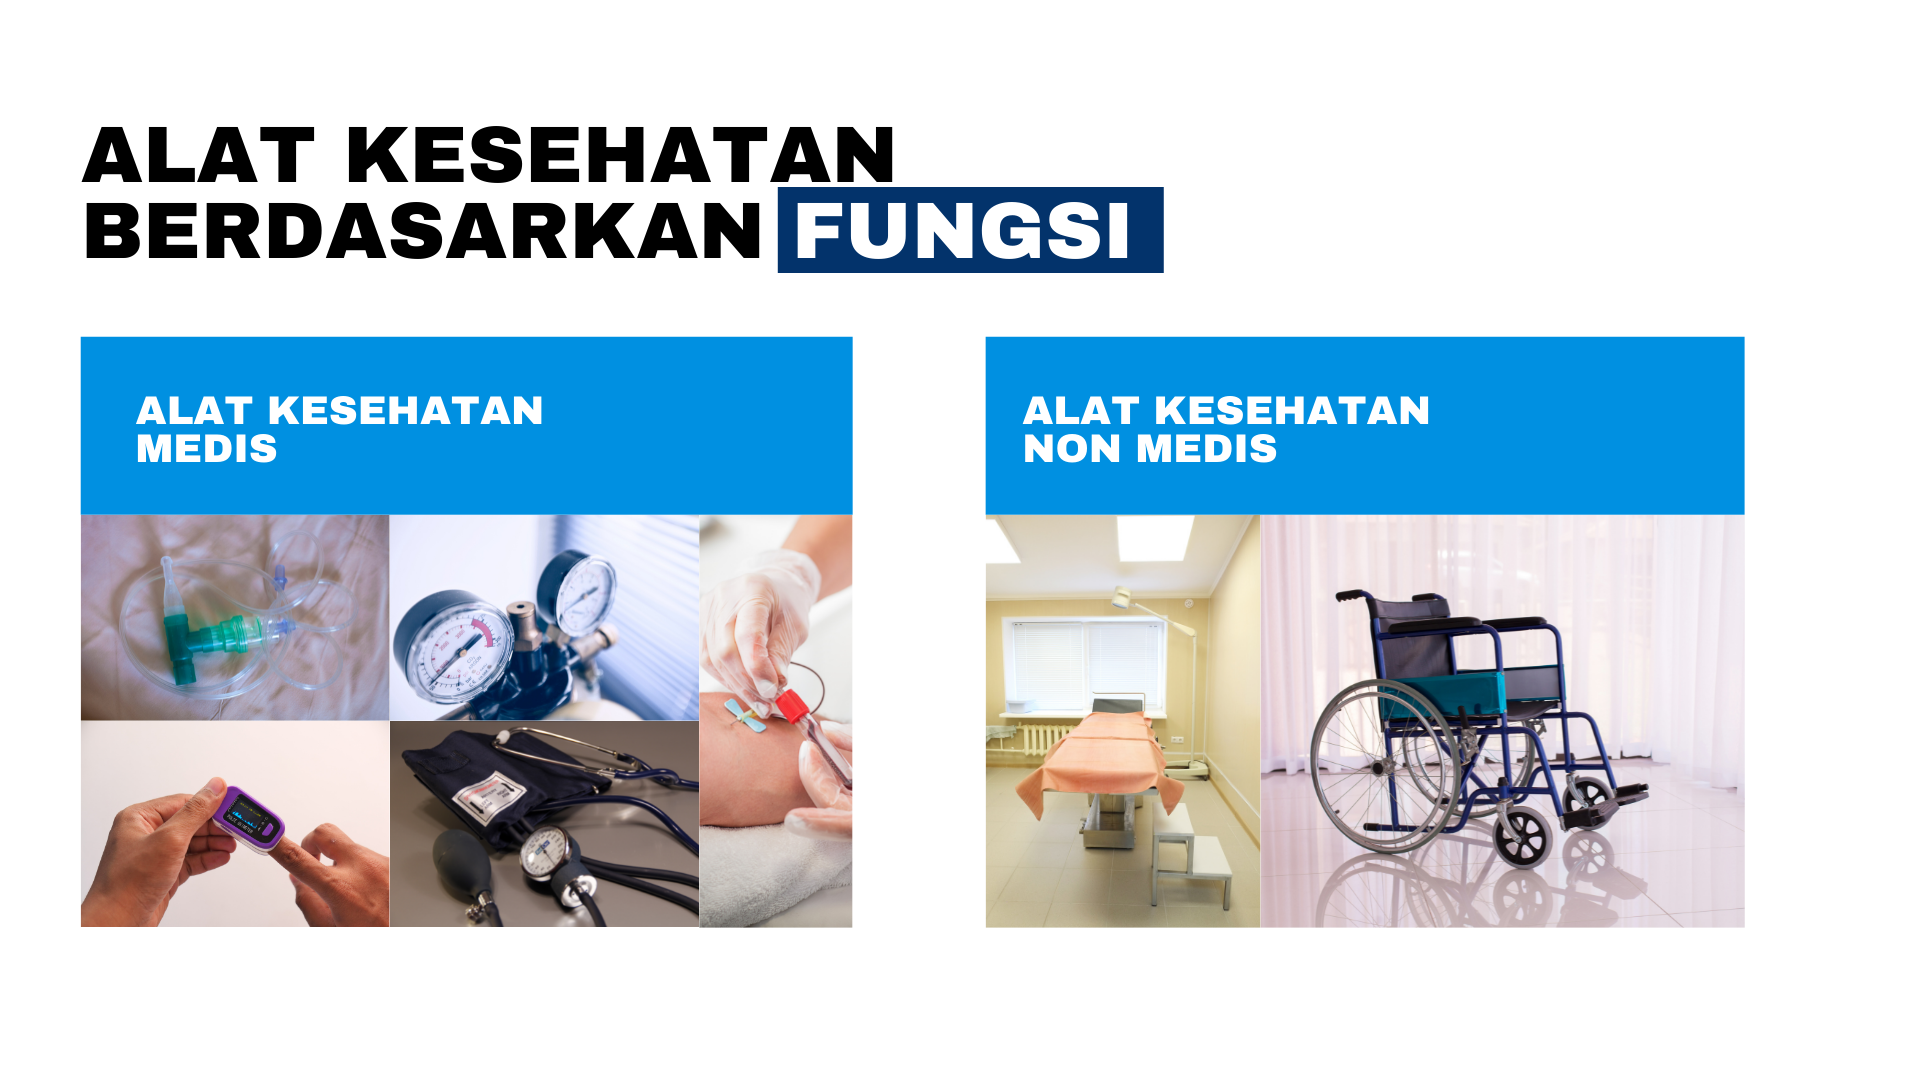 ALAT KESEHATAN
BERDASARKAN FUNGSI
ALAT KESEHATAN
MEDIS
ALAT KESEHATAN
NON MEDIS